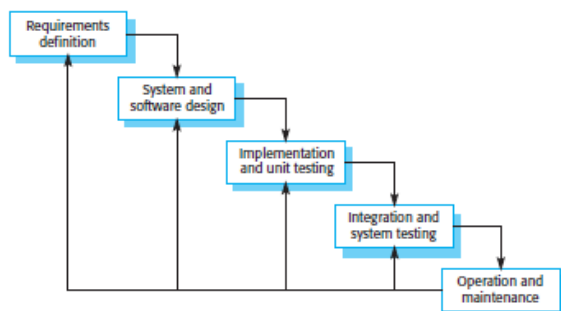 Requirements
definition
System and
software design
Implementation
and unit testing
Integration and
system testing
Operation and
maintenance